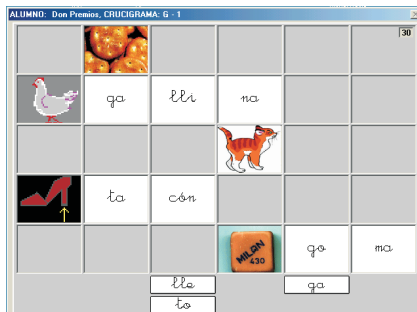 ALUMNO: Don Premios, CRUCIGRAMA: G - 1
30
ga lli na
ta cón
MILAN 430 go ma
lle ga
to